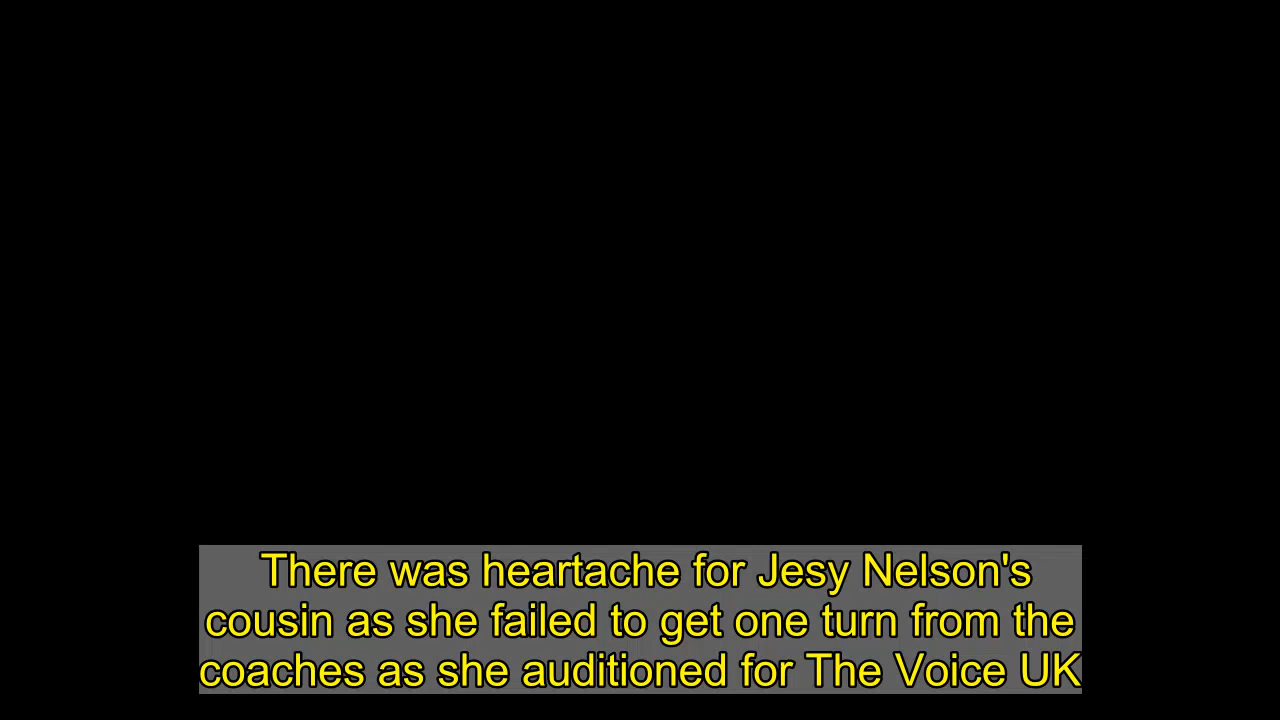 There was heartache for Jesy Nelson's
cousin as she failed to get one turn from the
coaches as she auditioned for The Voice UK